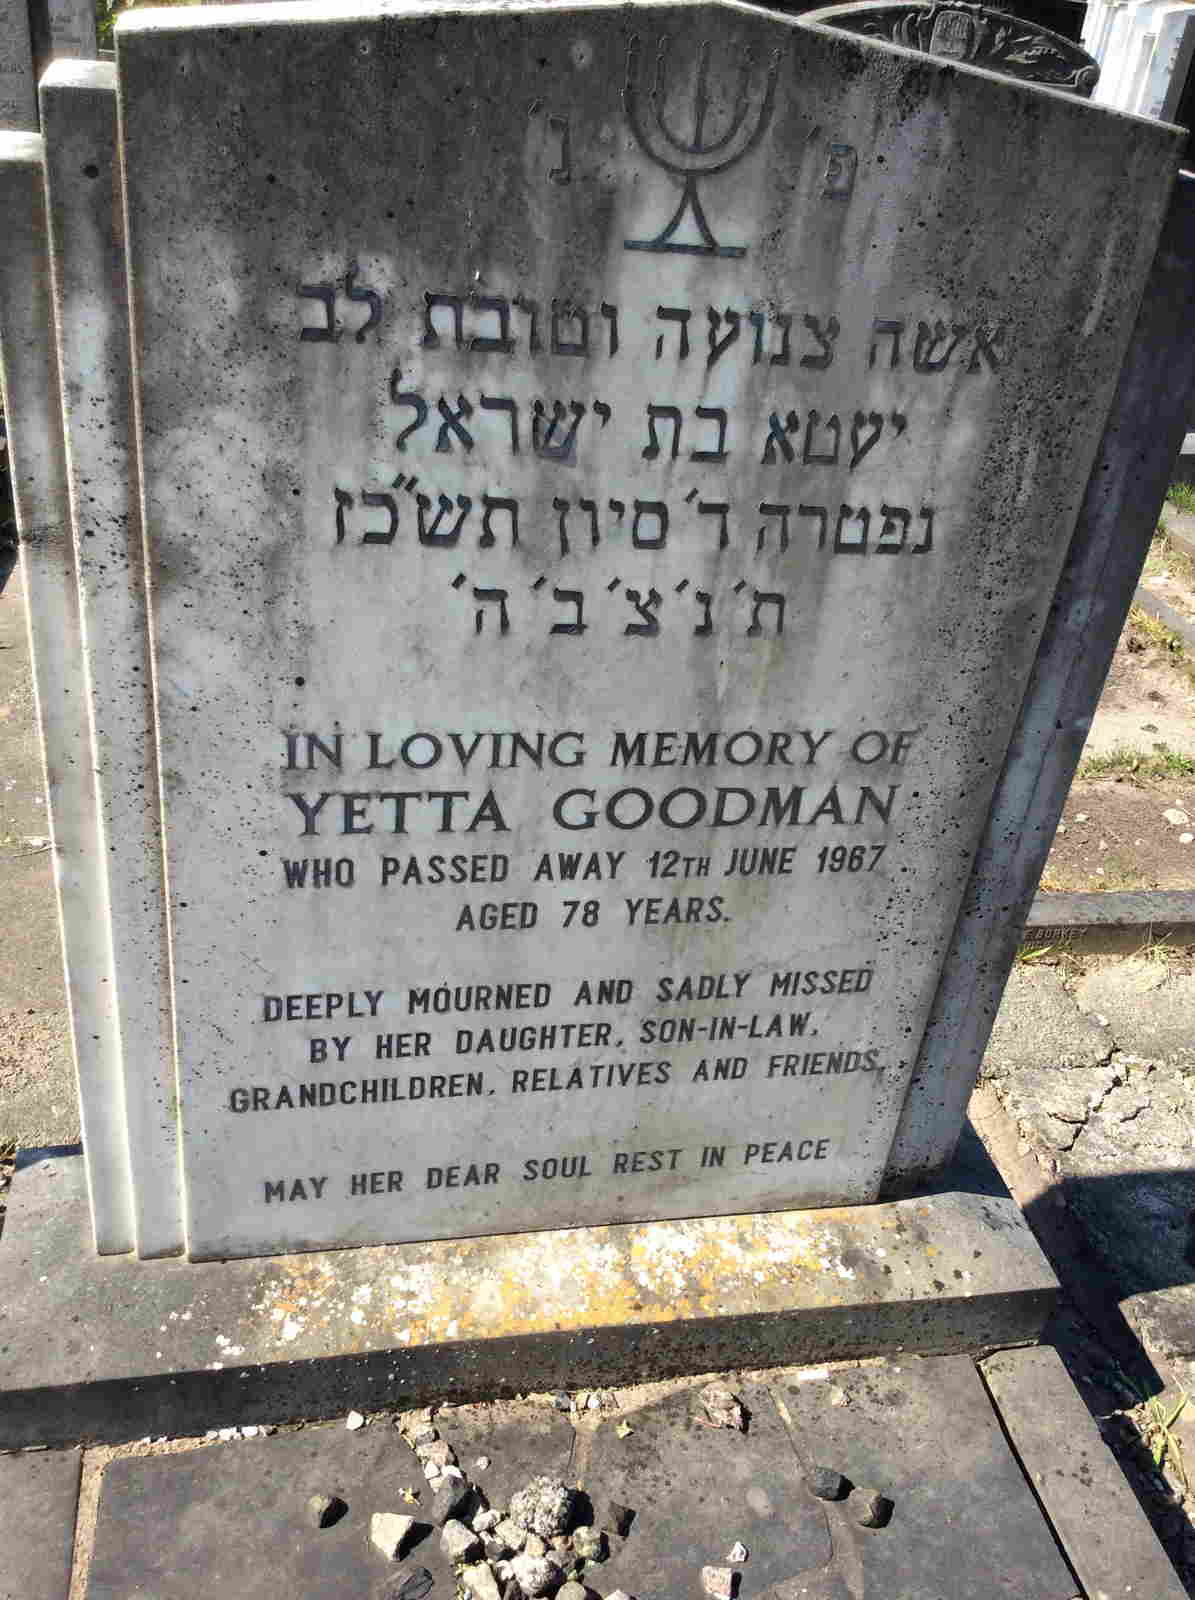 פ׳ נ׳
אשה צנועה וטובת לב
יעטא בת ישראל
נפטרה ד׳ סיון תש״כז
ת׳ נ׳ צ׳ ב׳ ה׳
IN LOVING MEMORY OF
YETTA GOODMAN
WHO PASSED AWAY 12TH JUNE 1967
AGED 78 YEARS.
DEEPLY MOURNED AND SADLY MISSED
BY HER DAUGHTER, SON-IN-LAW,
GRANDCHILDREN, RELATIVES AND FRIENDS.
MAY HER DEAR SOUL REST IN PEACE